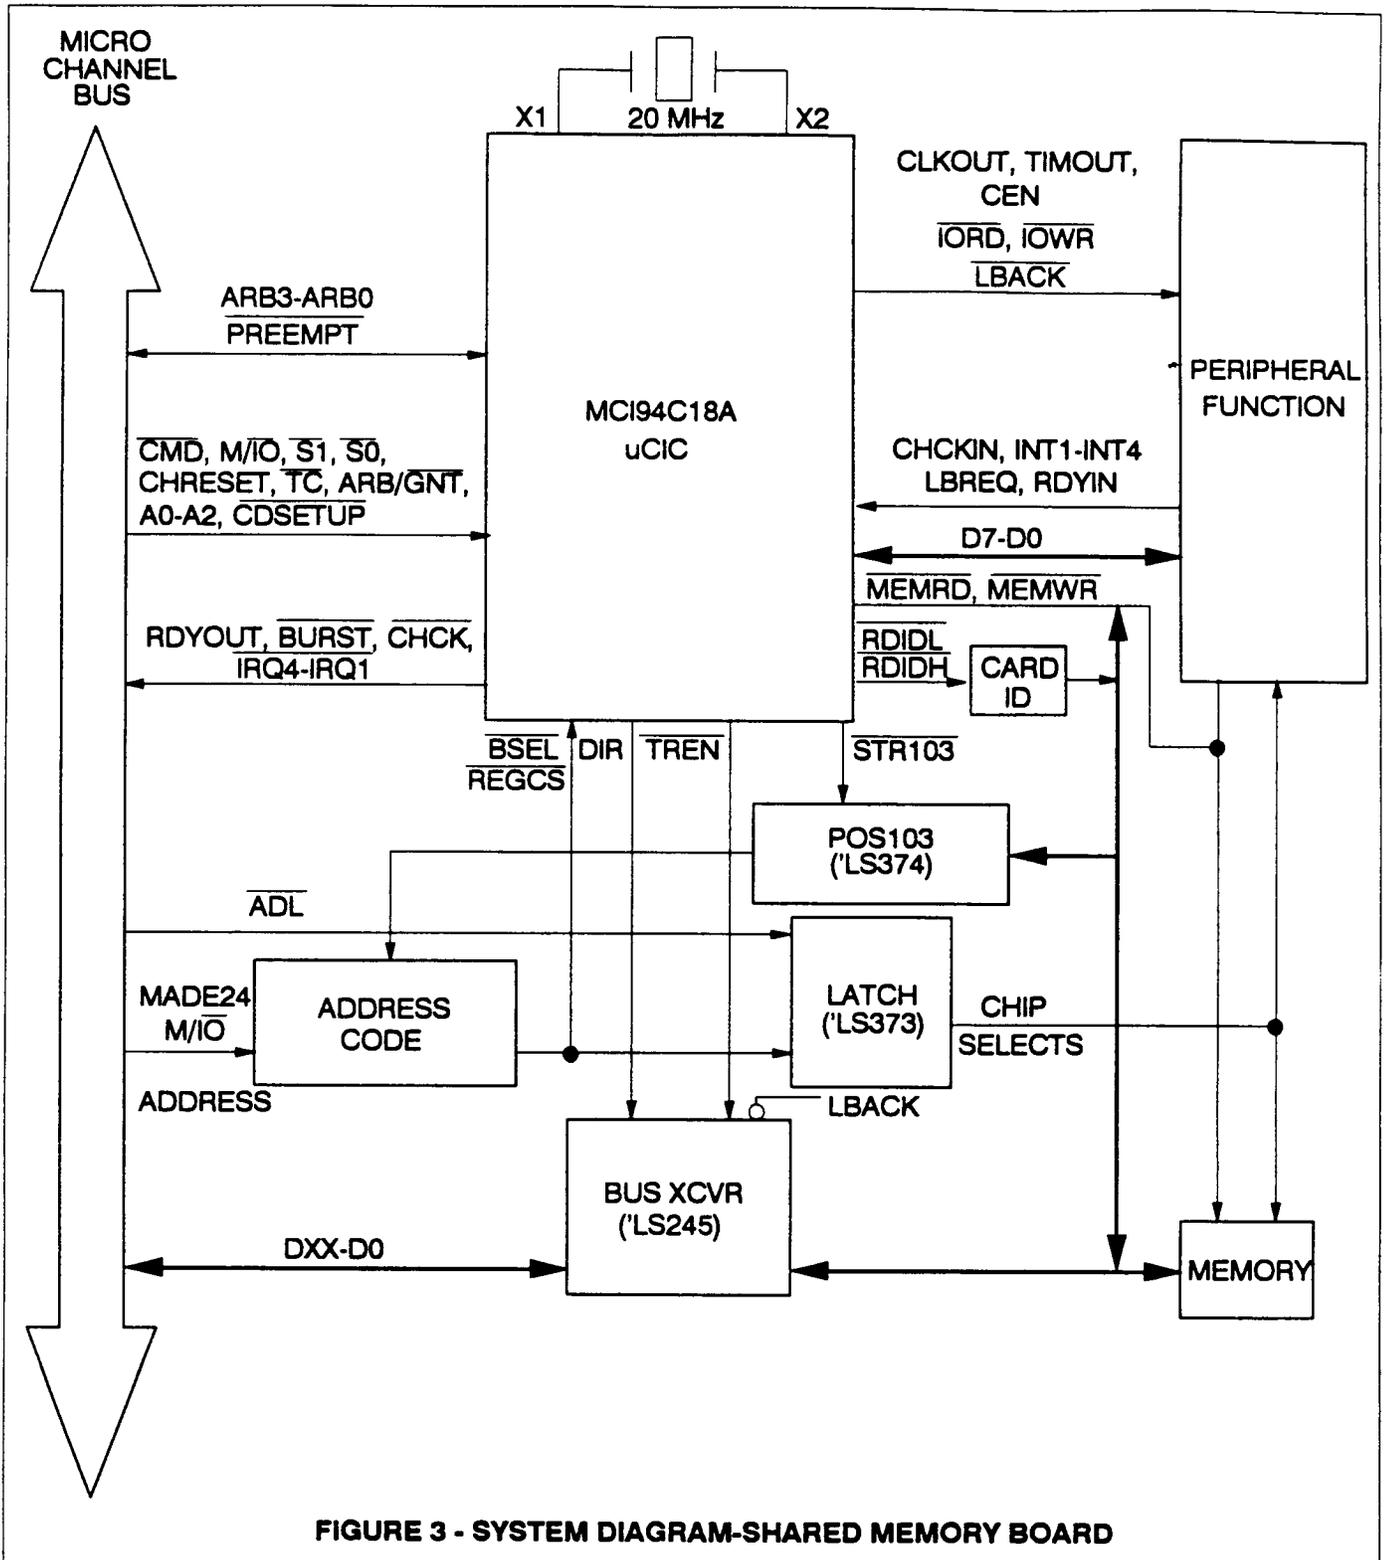 MICRO
CHANNEL
BUS
X1
20 MHz
X2
CLKOUT, TIMOUT,
CEN
IORD, IOWR
LBACK
ARB3-ARB0
PREEMPT
PERIPHERAL
FUNCTION
MCI94C18A
uCIC
CMD, M/IO, S1, S0,
CHRESET, TC, ARB/GNT,
A0-A2, CDSETUP
CHCKIN, INT1-INT4
LBREQ, RDYIN
D7-D0
MEMRD, MEMWR
RDYOUT, BURST, CHCK,
IRQ4-IRQ1
RDIDL
RDIDH
CARD
ID
BSEL
REGCS
DIR
TREN
STR103
POS103
('LS374)
ADL
MADE24
M/IO
ADDRESS
ADDRESS
CODE
LATCH
('LS373)
CHIP
SELECTS
LBACK
BUS XCVR
('LS245)
DXX-D0
MEMORY
FIGURE 3 - SYSTEM DIAGRAM-SHARED MEMORY BOARD